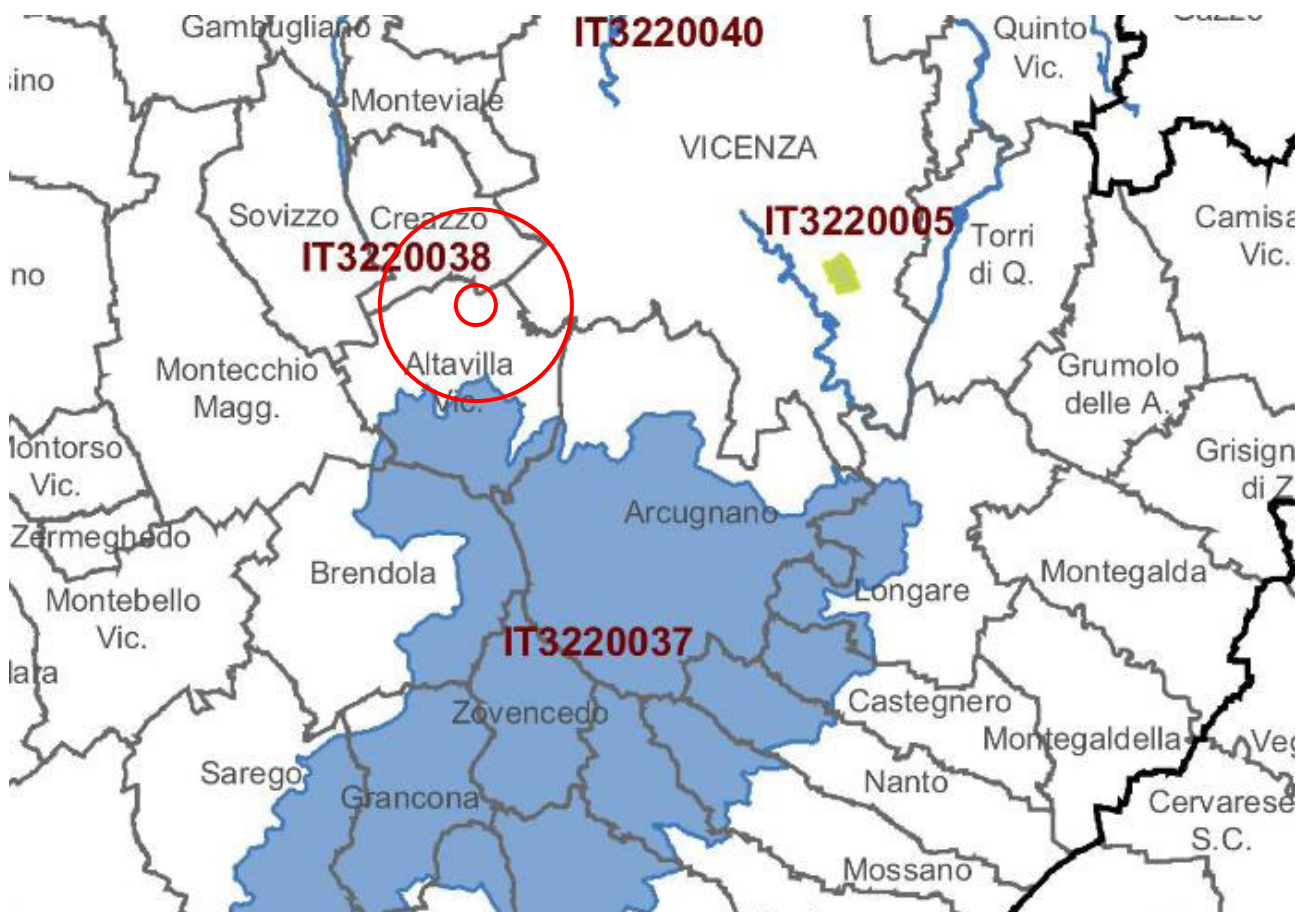 Gambugliano
IT3220040
Quinto
Vic.
Monteviale
VICENZA
Sovizzo
Creazzo
IT3220005
Torri
di Q.
Camisa
Vic.
IT3220038
no
Altavilla
Vic.
Montecchio
Magg.
Grumolo
delle A.
Montorso
Vic.
Grisign
di Z
Arcugnano
Zermeghedo
Brendola
Montegalda
Longare
Montebello
Vic.
IT3220037
Castegnero
Zovencedo
Montegaldella
Veg
Sarego
Nanto
Grancona
Cervarese
S.C.
Mossano